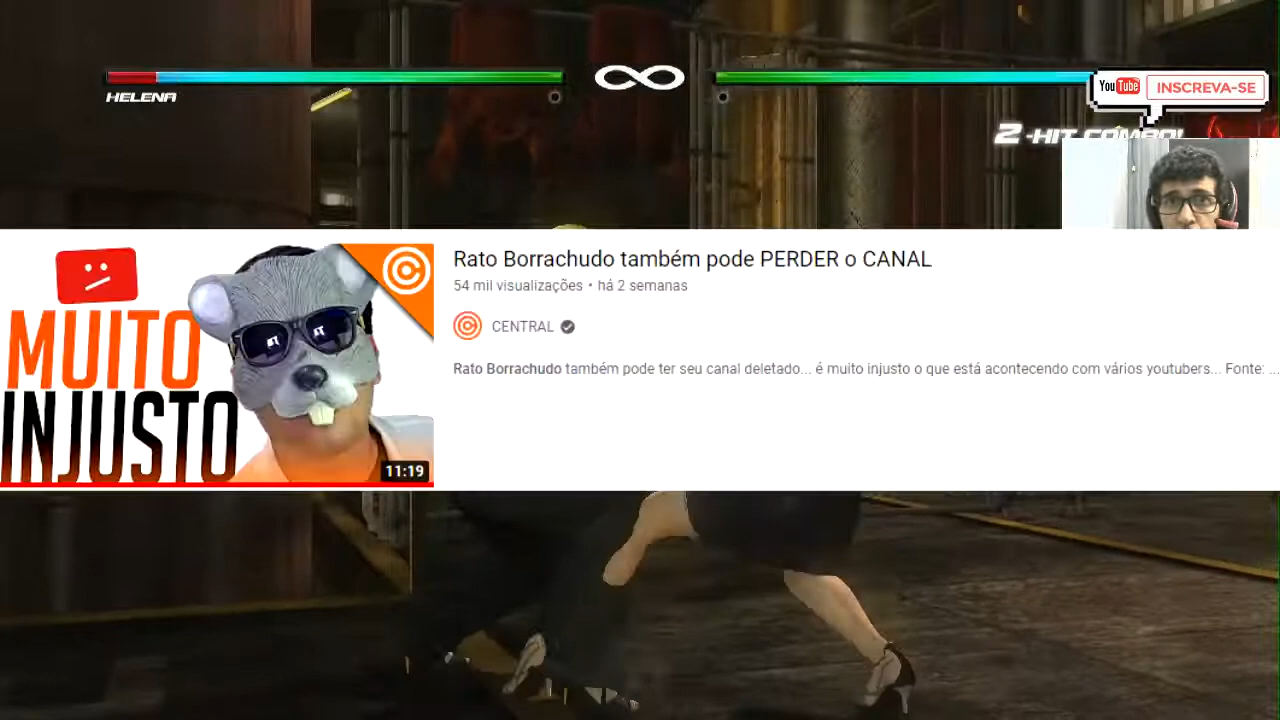 HELENA
YouTube INSCREVA-SE
2-HIT COMBO!
Rato Borrachudo também pode PERDER o CANAL
54 mil visualizações • há 2 semanas
CENTRAL
Rato Borrachudo também pode ter seu canal deletado... é muito injusto o que está acontecendo com vários youtubers... Fonte: ...
MUITO
INJUSTO
11:19